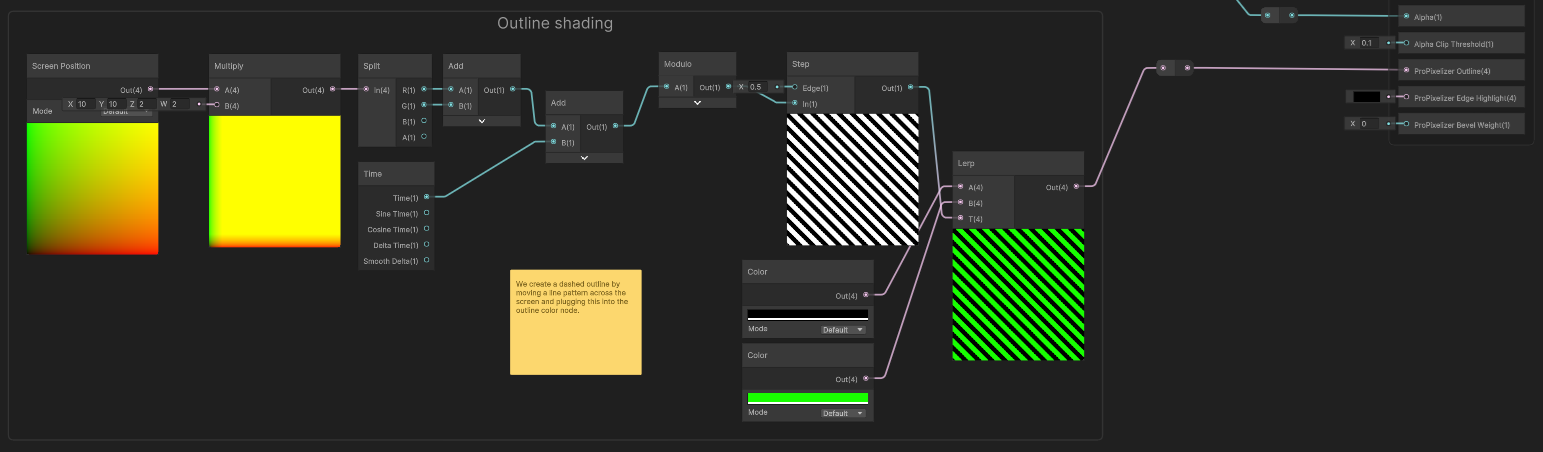 Outline shading
Screen Position
Out(4)
Mode
Default
X 10 Y 10 Z 2 W 2
Multiply
A(4)
Out(4)
B(4)
Split
In(4)
R(1)
G(1)
B(1)
A(1)
Add
A(1)
Out(1)
B(1)
Time
Time(1)
Sine Time(1)
Cosine Time(1)
Delta Time(1)
Smooth Delta(1)
Add
A(1)
Out(1)
B(1)
We create a dashed outline by
moving a line pattern across the
screen and plugging this into the
outline color node.
Modulo
A(1)
Out(1)
X 0.5
Step
Edge(1)
Out(1)
In(1)
Color
Out(4)
Mode
Default
Color
Out(4)
Mode
Default
Lerp
A(4)
Out(4)
B(4)
T(4)
Alpha(1)
X 0.1
Alpha Clip Threshold(1)
ProPixelizer Outline(4)
ProPixelizer Edge Highlight(4)
X 0
ProPixelizer Bevel Weight(1)